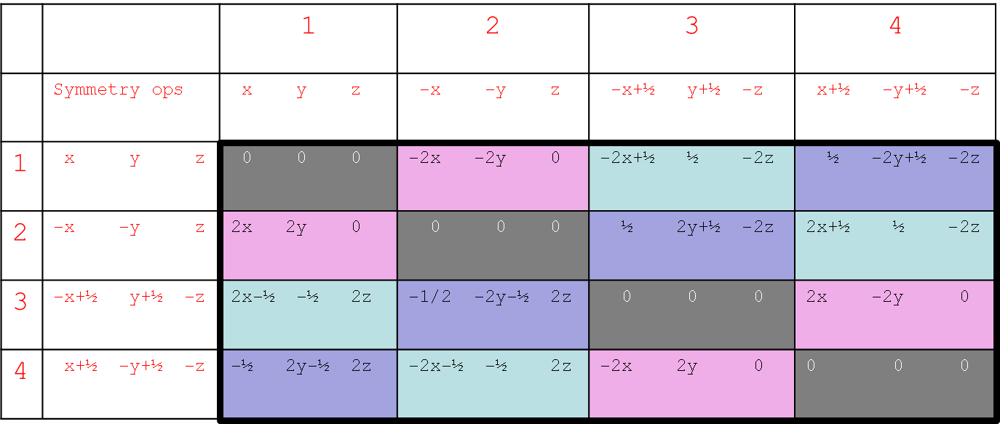 1 2 3 4
Symmetry ops x y z -x -y z -x+½ y+½ -z x+½ -y+½ -z
1 x y z 0 0 0 -2x -2y 0 -2x+½ ½ -2z ½ -2y+½ -2z
2 -x -y z 2x 2y 0 0 0 0 ½ 2y+½ -2z 2x+½ ½ -2z
3 -x+½ y+½ -z 2x-½ -½ 2z -1/2 -2y-½ 2z 0 0 0 2x -2y 0
4 x+½ -y+½ -z -½ 2y-½ 2z -2x-½ -½ 2z -2x 2y 0 0 0 0